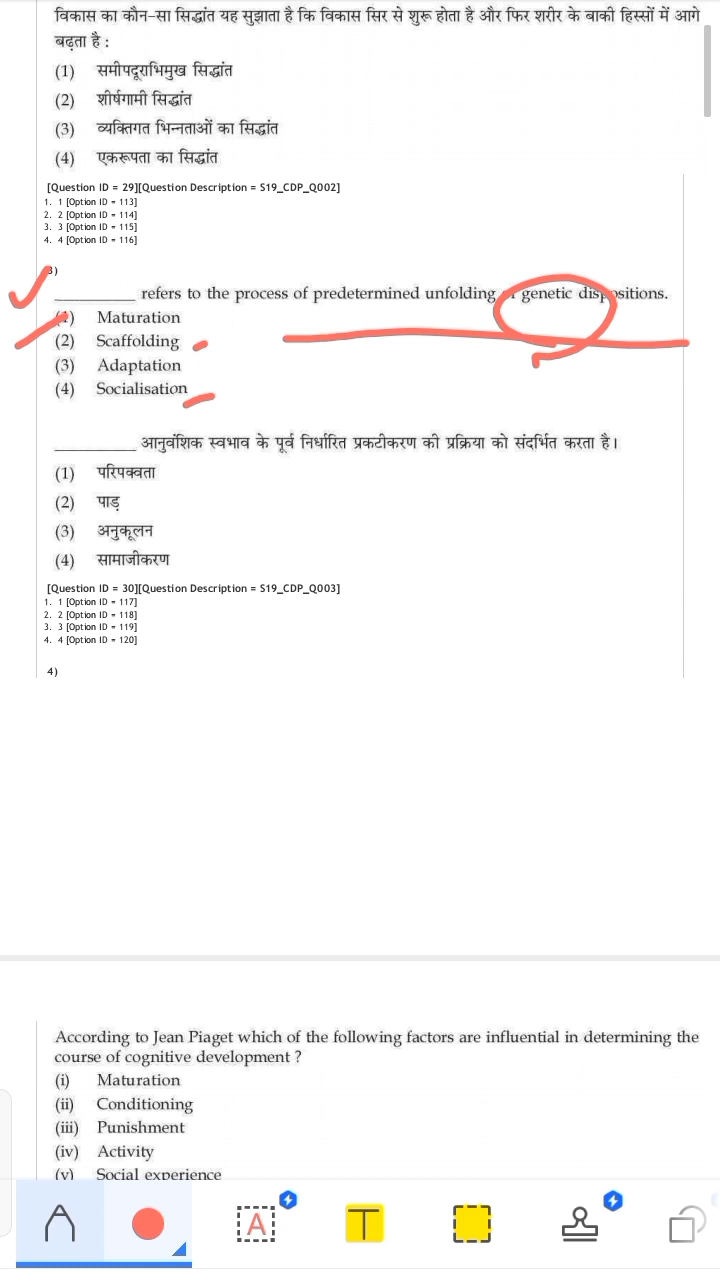 विकास का कौन-सा सिद्धांत यह सुझाता है कि विकास सिर से शुरू होता है और फिर शरीर के बाकी हिस्सों में आगे
बढ़ता है :
(1) समीपदूराभिमुख सिद्धांत
(2) शीर्षगामी सिद्धांत
(3) व्यक्तिगत भिन्नताओं का सिद्धांत
(4) एकरूपता का सिद्धांत
[Question ID = 29][Question Description = S19_CDP_Q002]
1. 1 [Option ID = 113]
2. 2 [Option ID = 114]
3. 3 [Option ID = 115]
4. 4 [Option ID = 116]
3)
__________ refers to the process of predetermined unfolding of genetic dispositions.
(1) Maturation
(2) Scaffolding
(3) Adaptation
(4) Socialisation
__________ आनुवंशिक स्वभाव के पूर्व निर्धारित प्रकटीकरण की प्रक्रिया को संदर्भित करता है।
(1) परिपक्वता
(2) पाड़
(3) अनुकूलन
(4) सामाजीकरण
[Question ID = 30][Question Description = S19_CDP_Q003]
1. 1 [Option ID = 117]
2. 2 [Option ID = 118]
3. 3 [Option ID = 119]
4. 4 [Option ID = 120]
4)
According to Jean Piaget which of the following factors are influential in determining the
course of cognitive development ?
(i) Maturation
(ii) Conditioning
(iii) Punishment
(iv) Activity
(v) Social experience
A T